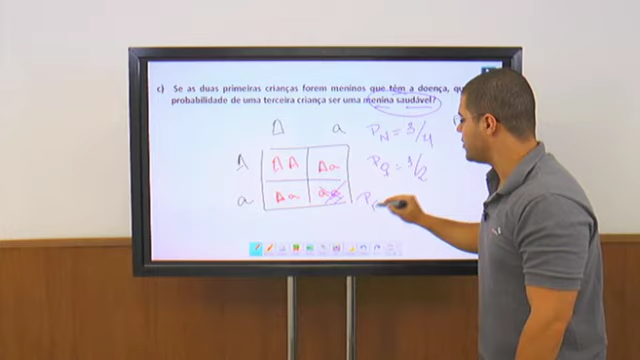 c) Se as duas primeiras crianças forem meninos que têm a doença,
probabilidade de uma terceira criança ser uma menina saudável?
A a
P_N = 3/4
A AA Aa
P_♀ = 1/2
a Aa aa
P